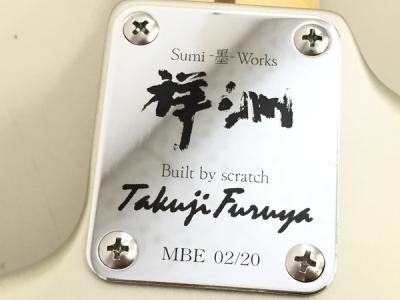 Sumi -墨- Works
祥洲
Built by scratch
Takuji Furuya
MBE 02/20